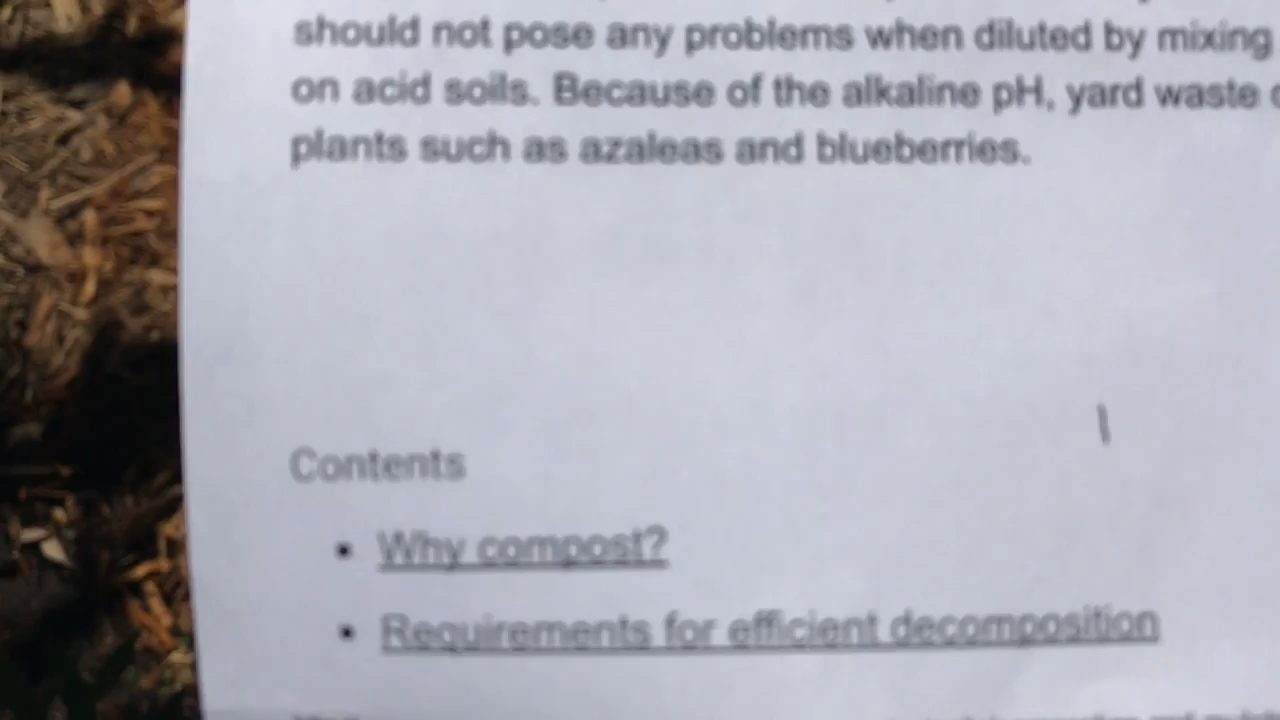 should not pose any problems when diluted by mixing
on acid soils. Because of the alkaline pH, yard waste
plants such as azaleas and blueberries.
Contents
Why compost?
Requirements for efficient decomposition